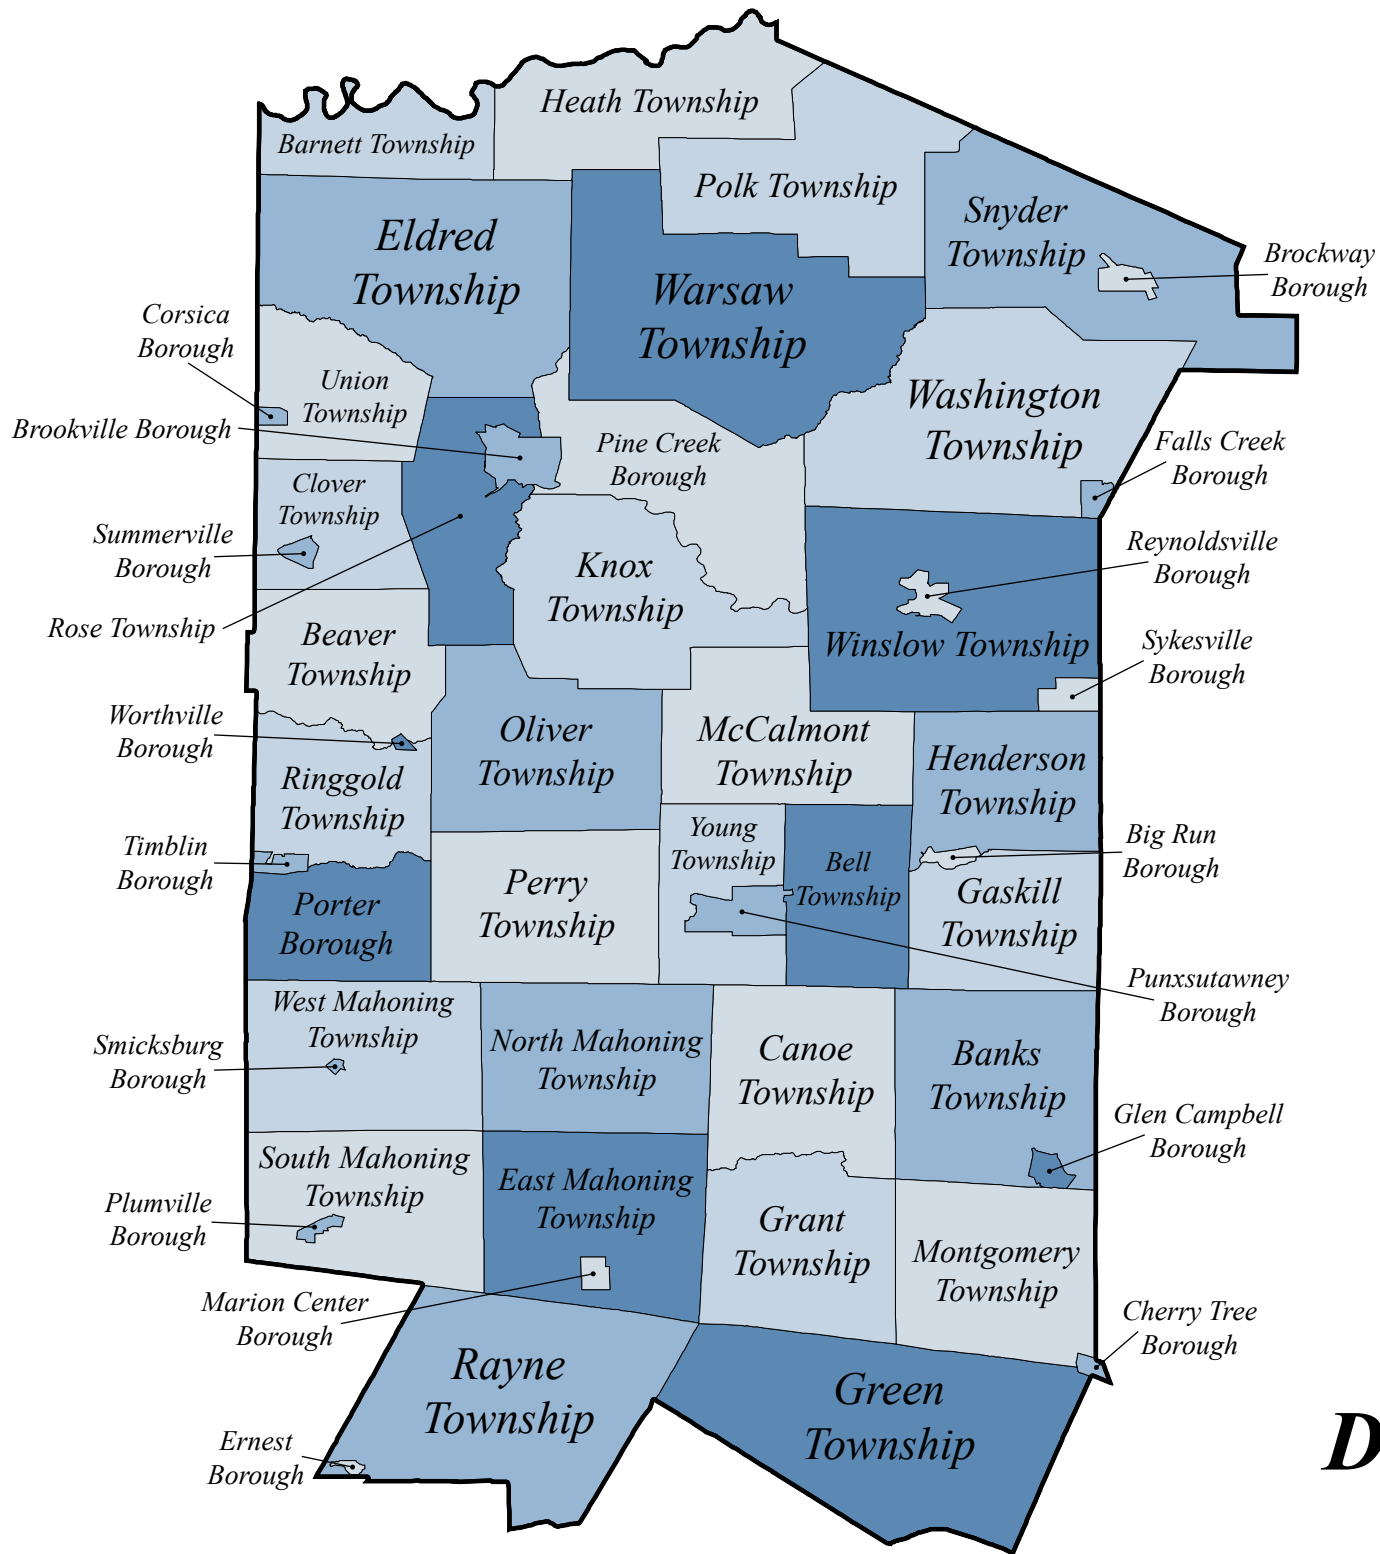 Heath Township
Barnett Township
Polk Township
Snyder
Township
Eldred
Township
Brockway
Borough
Warsaw
Township
Corsica
Borough
Union
Township
Washington
Township
Brookville Borough
Pine Creek
Borough
Falls Creek
Borough
Clover
Township
Summerville
Borough
Knox
Township
Reynoldsville
Borough
Rose Township
Beaver
Township
Winslow Township
Sykesville
Borough
Worthville
Borough
Oliver
Township
McCalmont
Township
Henderson
Township
Ringgold
Township
Young
Township
Big Run
Borough
Timblin
Borough
Bell
Township
Perry
Township
Gaskill
Township
Porter
Borough
Punxsutawney
Borough
West Mahoning
Township
North Mahoning
Township
Canoe
Township
Banks
Township
Smicksburg
Borough
Glen Campbell
Borough
South Mahoning
Township
East Mahoning
Township
Plumville
Borough
Grant
Township
Montgomery
Township
Marion Center
Borough
Cherry Tree
Borough
Rayne
Township
Green
Township
Ernest
Borough
D